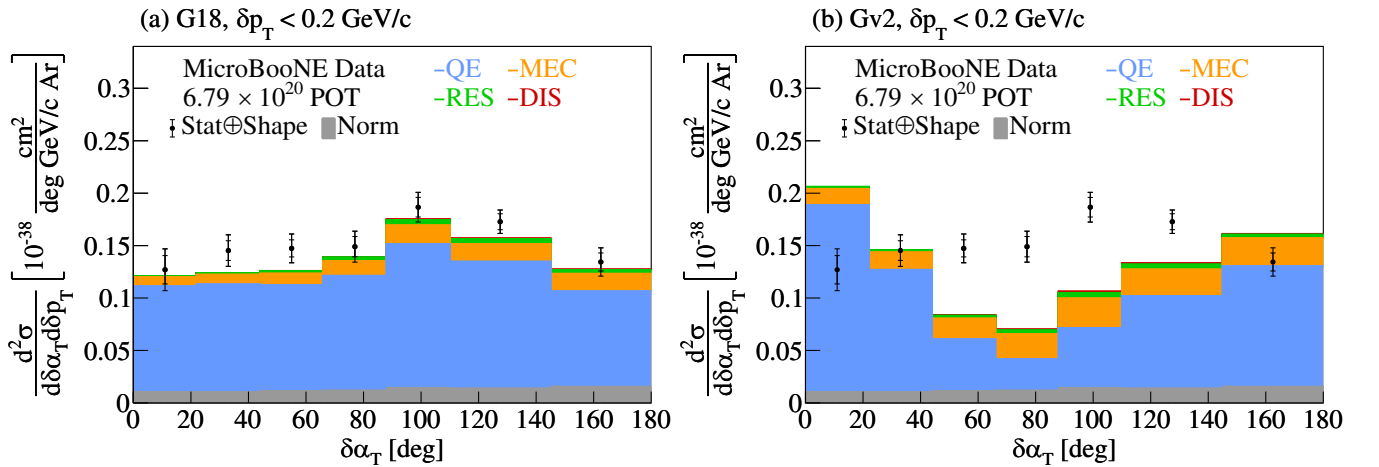 (a) G18, δp_T < 0.2 GeV/c
MicroBooNE Data
6.79 × 10^20 POT
Stat⊕Shape Norm
–QE –MEC
–RES –DIS
d²σ/dδα_T dδp_T [10^-38 cm²/deg GeV/c Ar]
0.3
0.25
0.2
0.15
0.1
0.05
0
0 20 40 60 80 100 120 140 160 180
δα_T [deg]
(b) Gv2, δp_T < 0.2 GeV/c
MicroBooNE Data
6.79 × 10^20 POT
Stat⊕Shape Norm
–QE –MEC
–RES –DIS
d²σ/dδα_T dδp_T [10^-38 cm²/deg GeV/c Ar]
0.3
0.25
0.2
0.15
0.1
0.05
0
0 20 40 60 80 100 120 140 160 180
δα_T [deg]